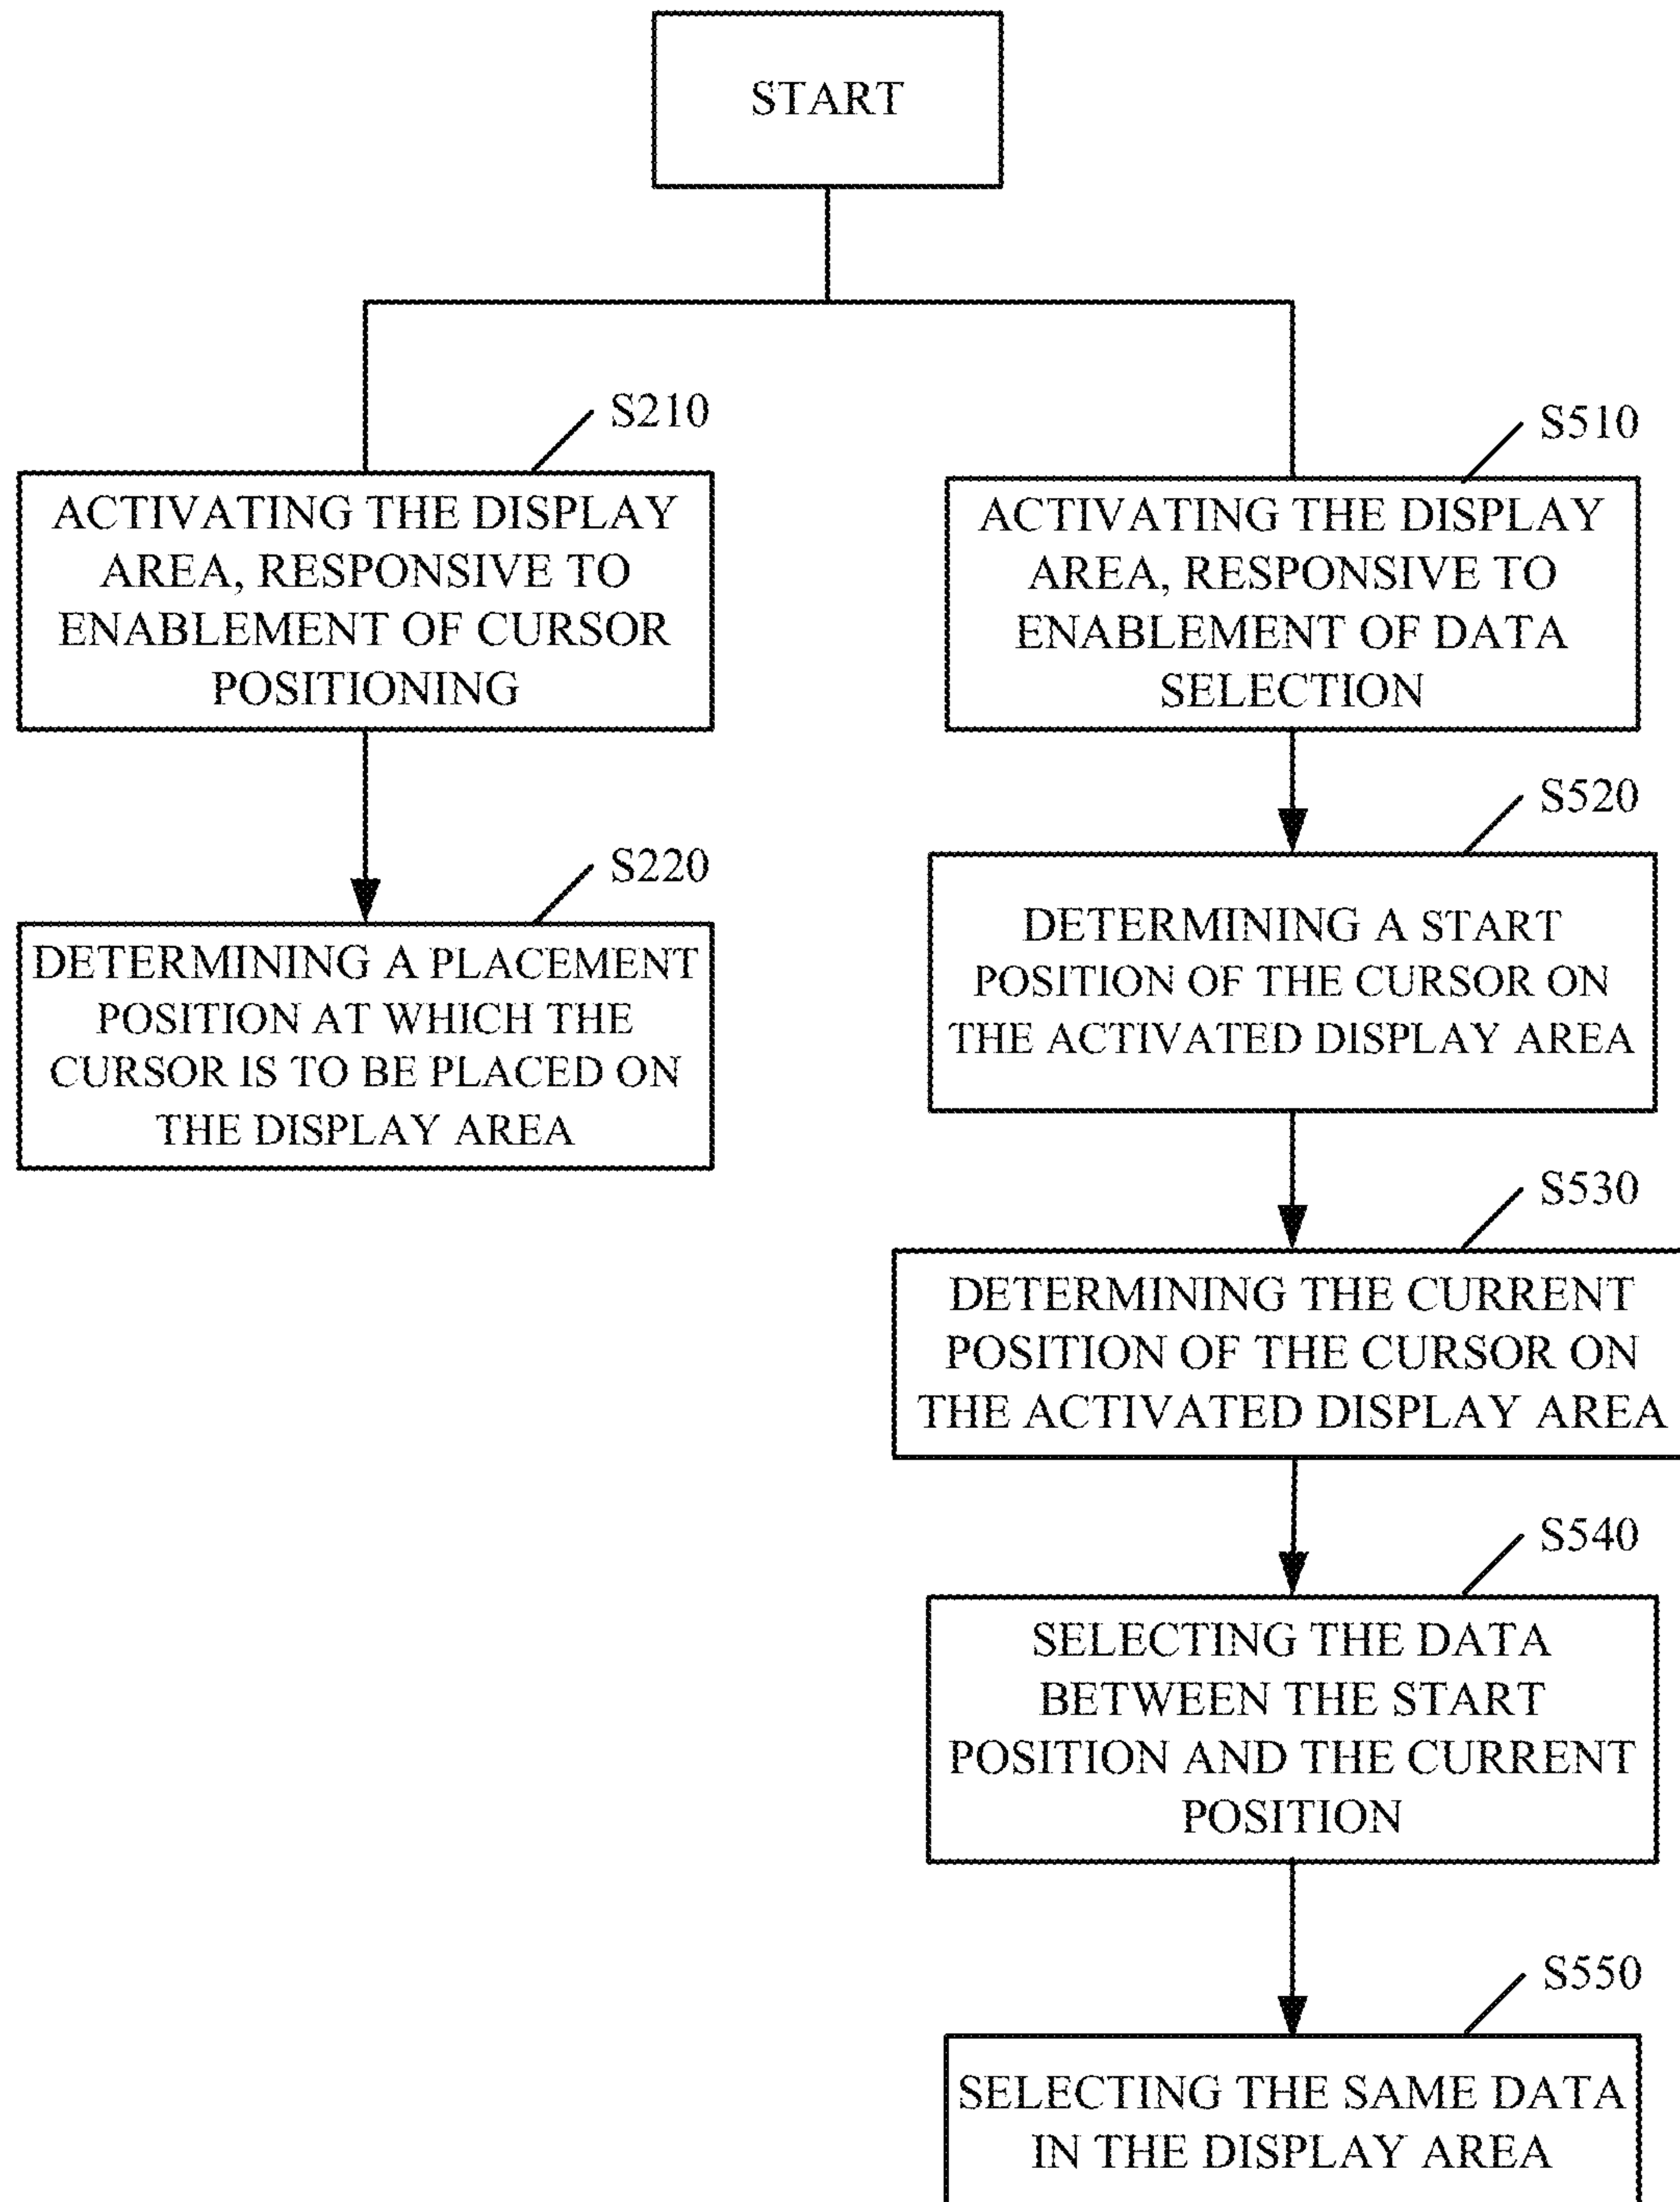 START
S210
ACTIVATING THE DISPLAY
AREA, RESPONSIVE TO
ENABLEMENT OF CURSOR
POSITIONING
S220
DETERMINING A PLACEMENT
POSITION AT WHICH THE
CURSOR IS TO BE PLACED ON
THE DISPLAY AREA
S510
ACTIVATING THE DISPLAY
AREA, RESPONSIVE TO
ENABLEMENT OF DATA
SELECTION
S520
DETERMINING A START
POSITION OF THE CURSOR ON
THE ACTIVATED DISPLAY AREA
S530
DETERMINING THE CURRENT
POSITION OF THE CURSOR ON
THE ACTIVATED DISPLAY AREA
S540
SELECTING THE DATA
BETWEEN THE START
POSITION AND THE CURRENT
POSITION
S550
SELECTING THE SAME DATA
IN THE DISPLAY AREA